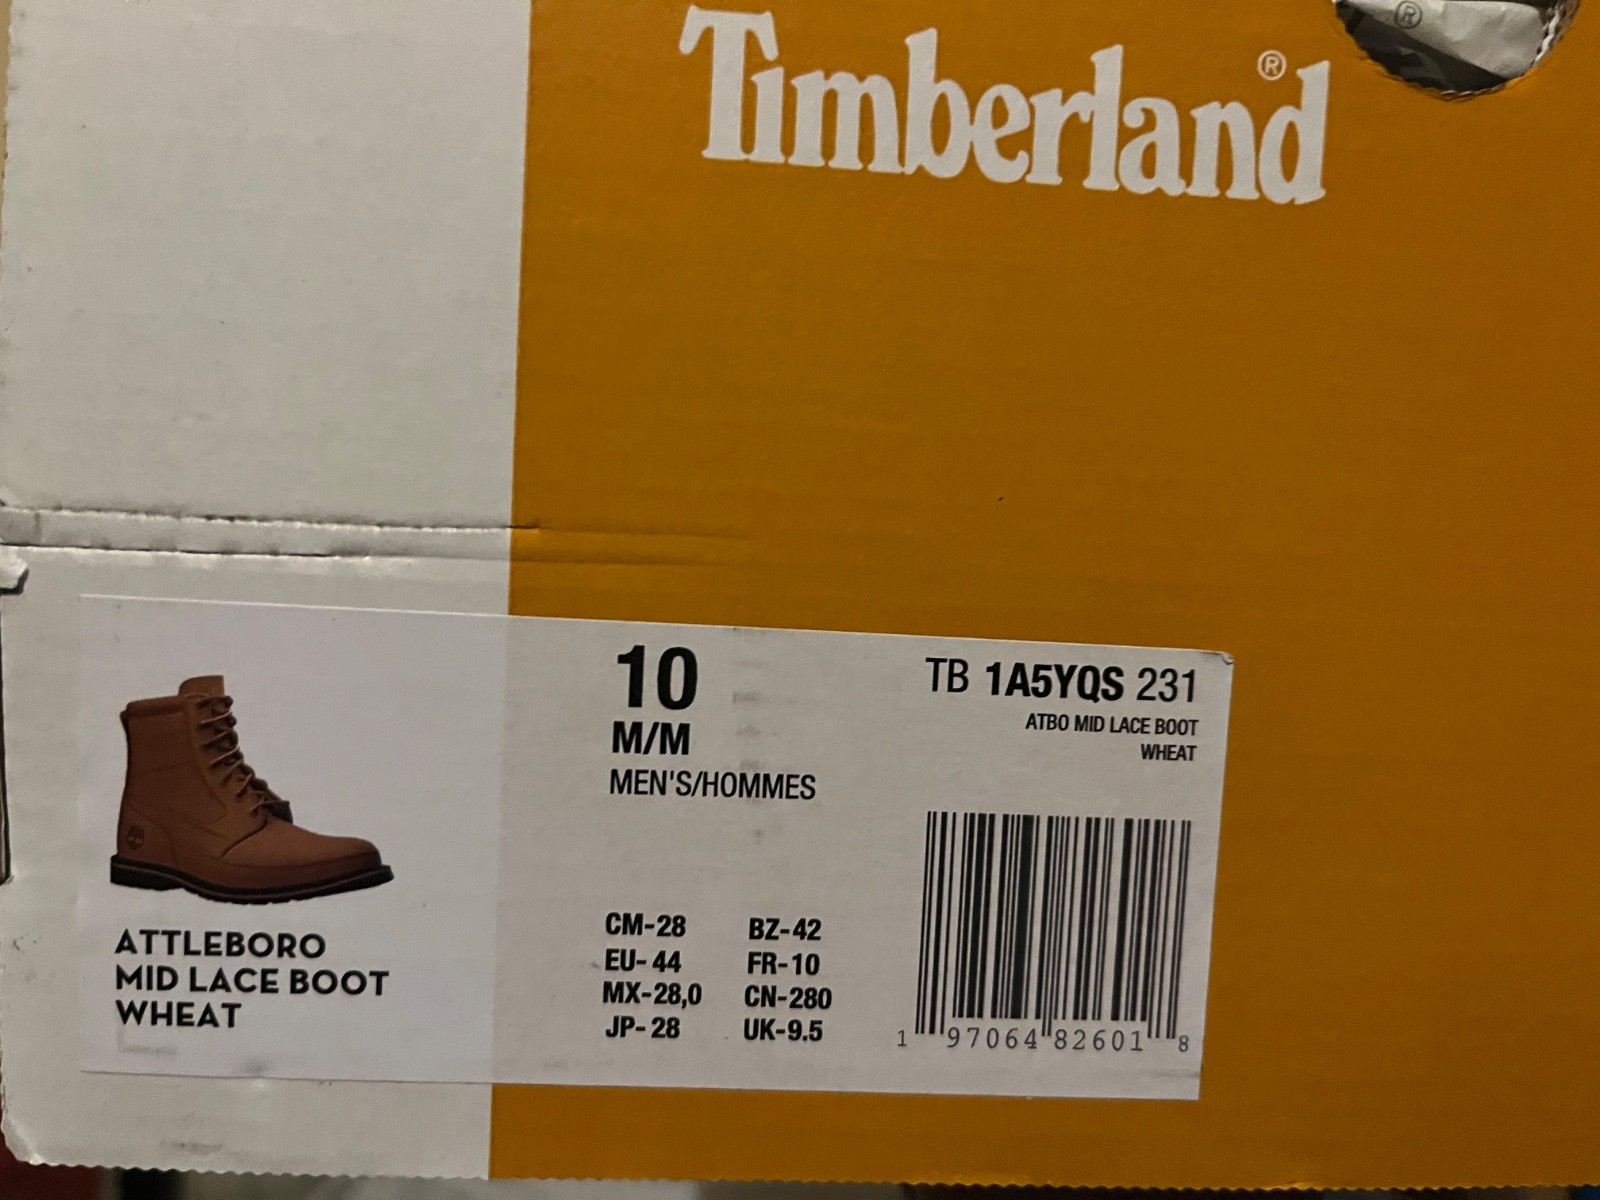 Timberland®
®
10
M/M
MEN'S/HOMMES
TB 1A5YQS 231
ATBO MID LACE BOOT
WHEAT
ATTLEBORO
MID LACE BOOT
WHEAT
CM-28 BZ-42
EU-44 FR-10
MX-28,0 CN-280
JP-28 UK-9.5
1 97064 82601 8